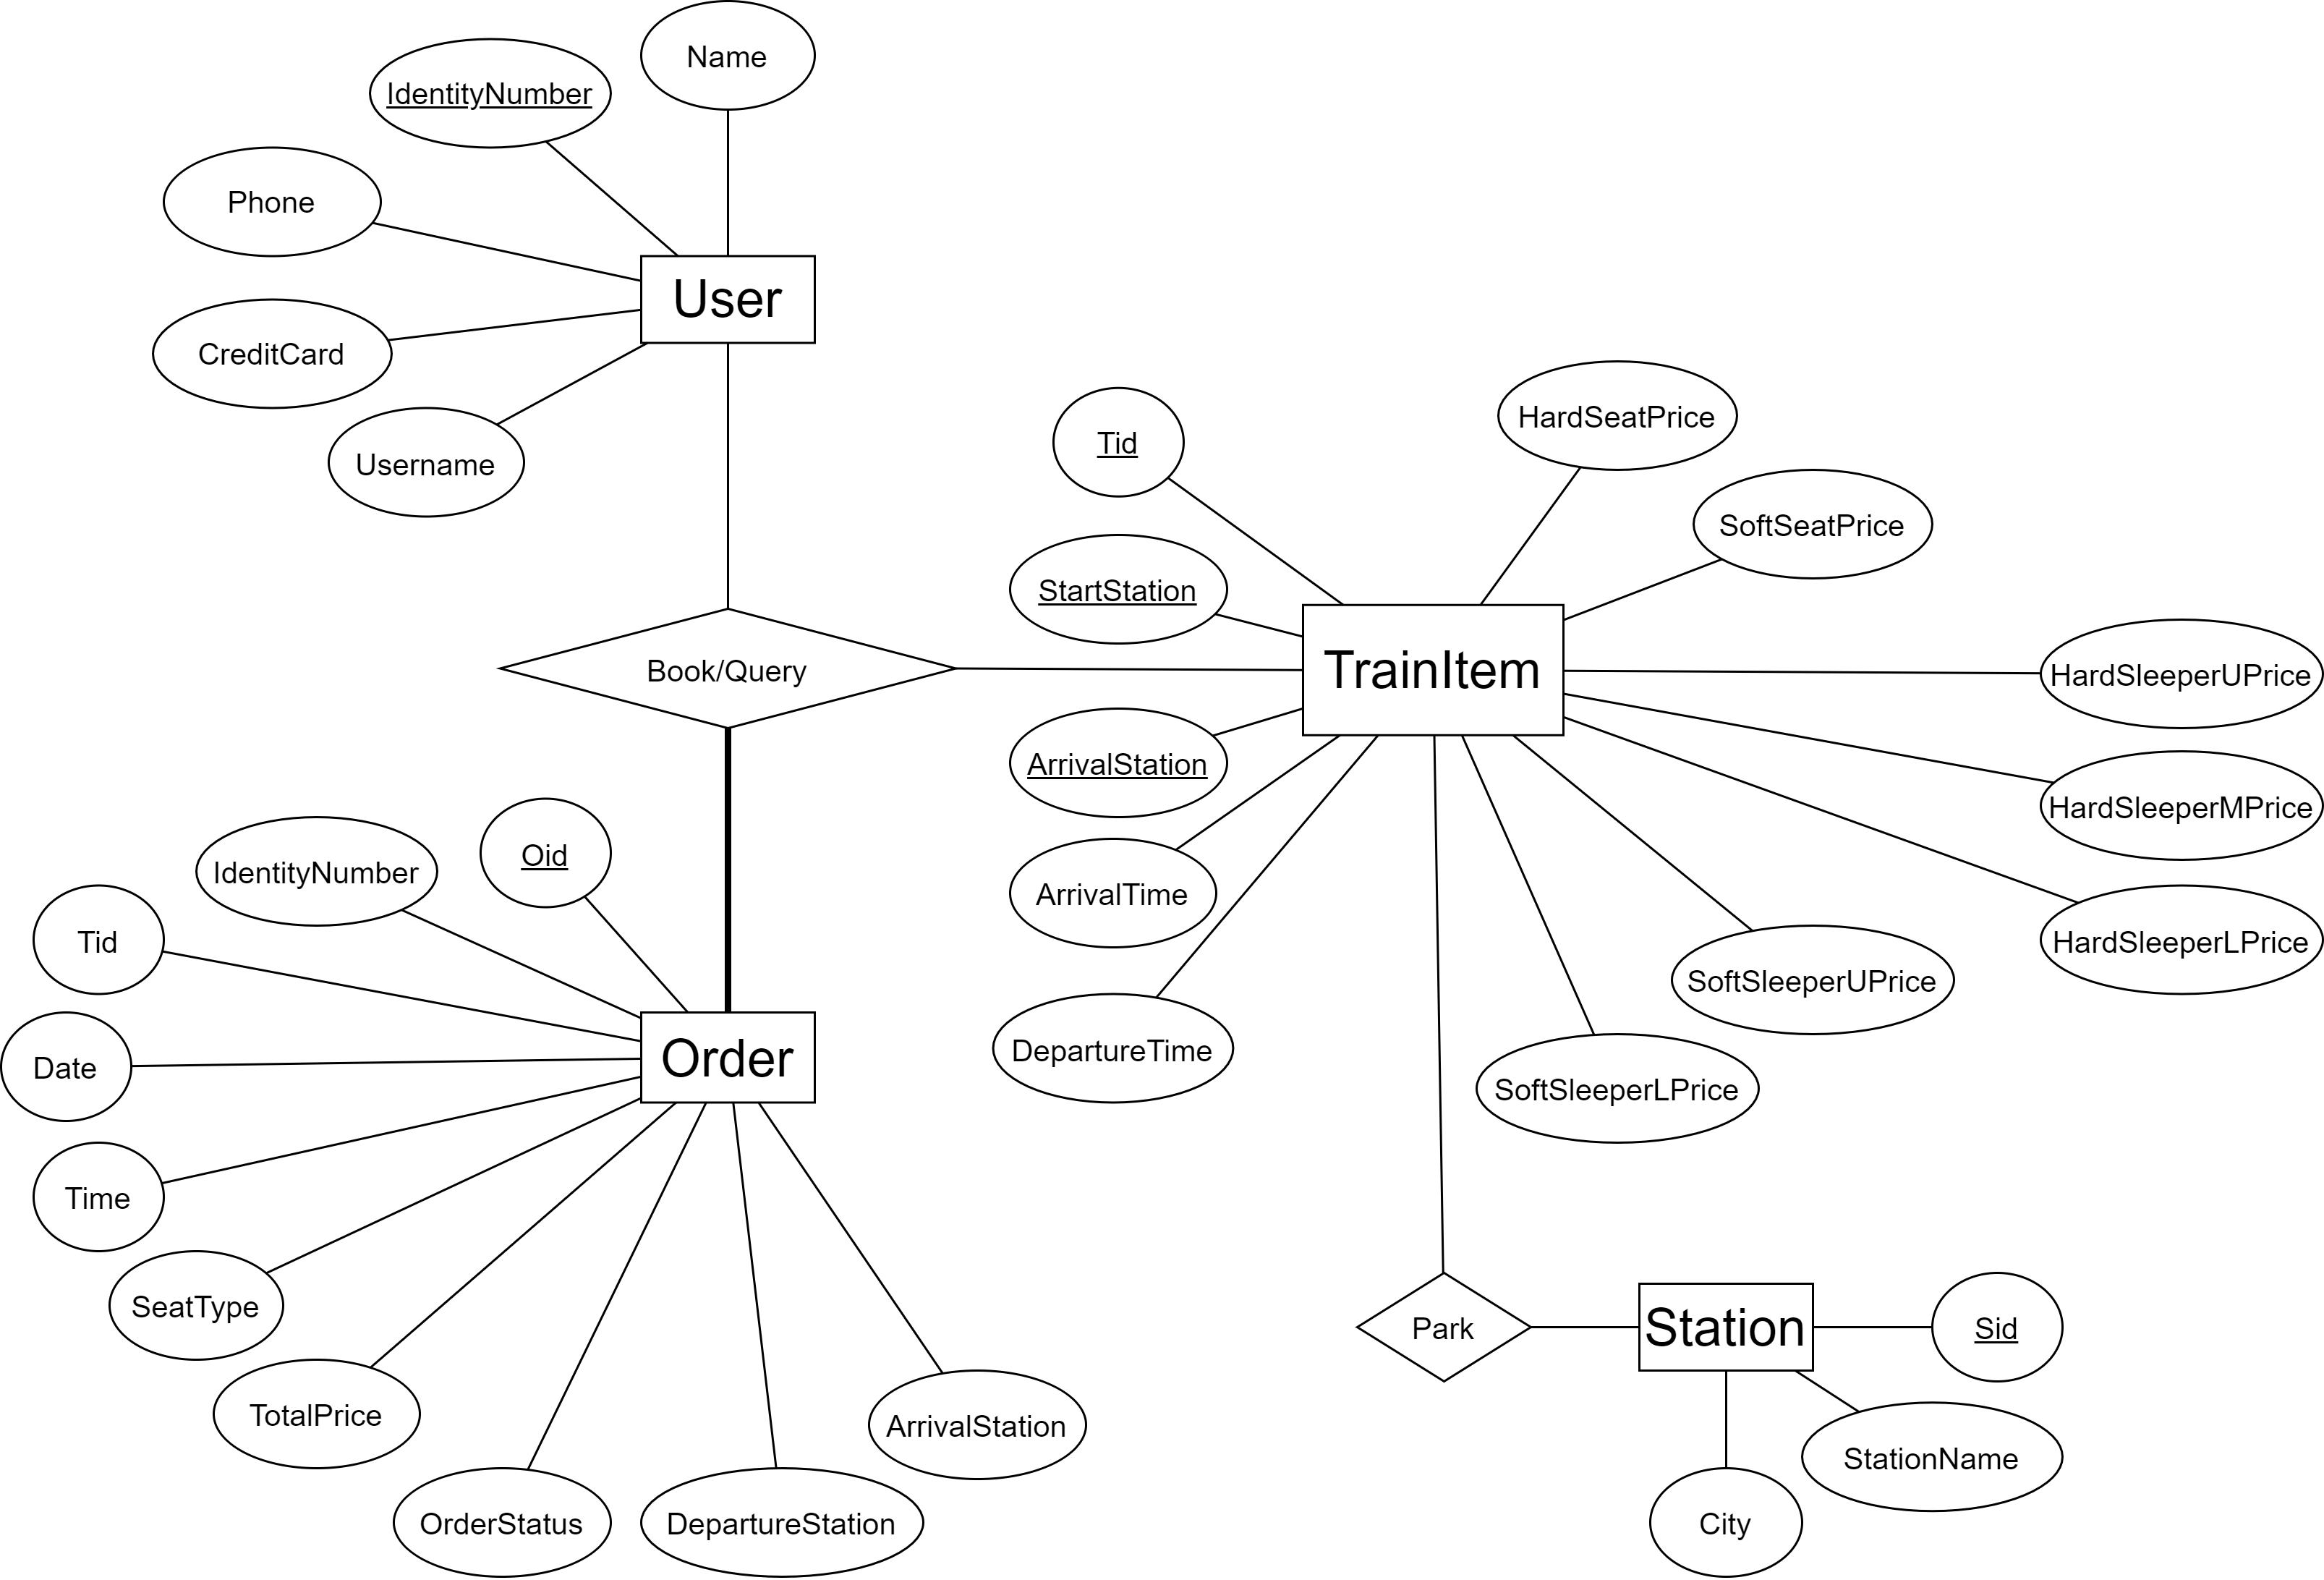 Name
IdentityNumber
Phone
User
CreditCard
Username
HardSeatPrice
Tid
SoftSeatPrice
StartStation
Book/Query
TrainItem
HardSleeperUPrice
ArrivalStation
HardSleeperMPrice
Oid
IdentityNumber
ArrivalTime
Tid
HardSleeperLPrice
SoftSleeperUPrice
DepartureTime
Order
Date
SoftSleeperLPrice
Time
SeatType
Park
Station
Sid
TotalPrice
ArrivalStation
StationName
OrderStatus
DepartureStation
City